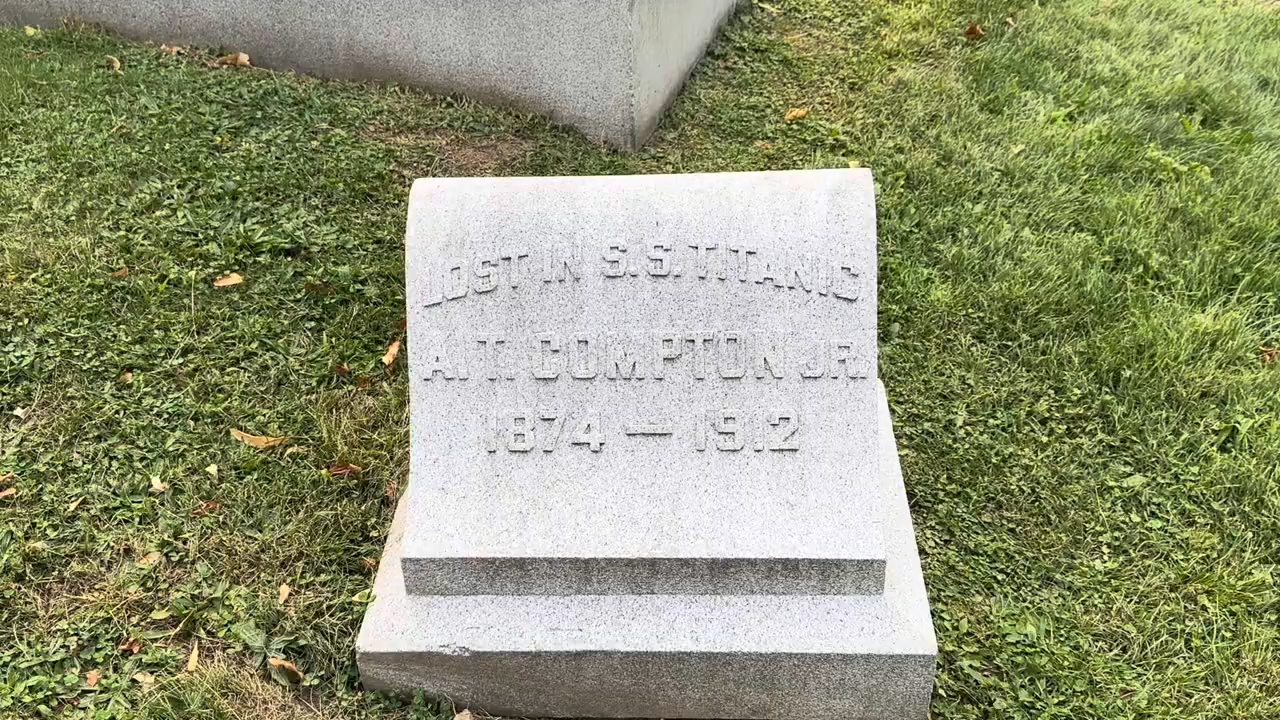 LOST IN S.S. TITANIC
A. T. COMPTON JR.
1874 — 1912